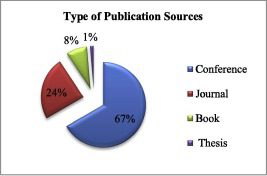 Type of Publication Sources
8%
1%
24%
67%
Conference
Journal
Book
Thesis